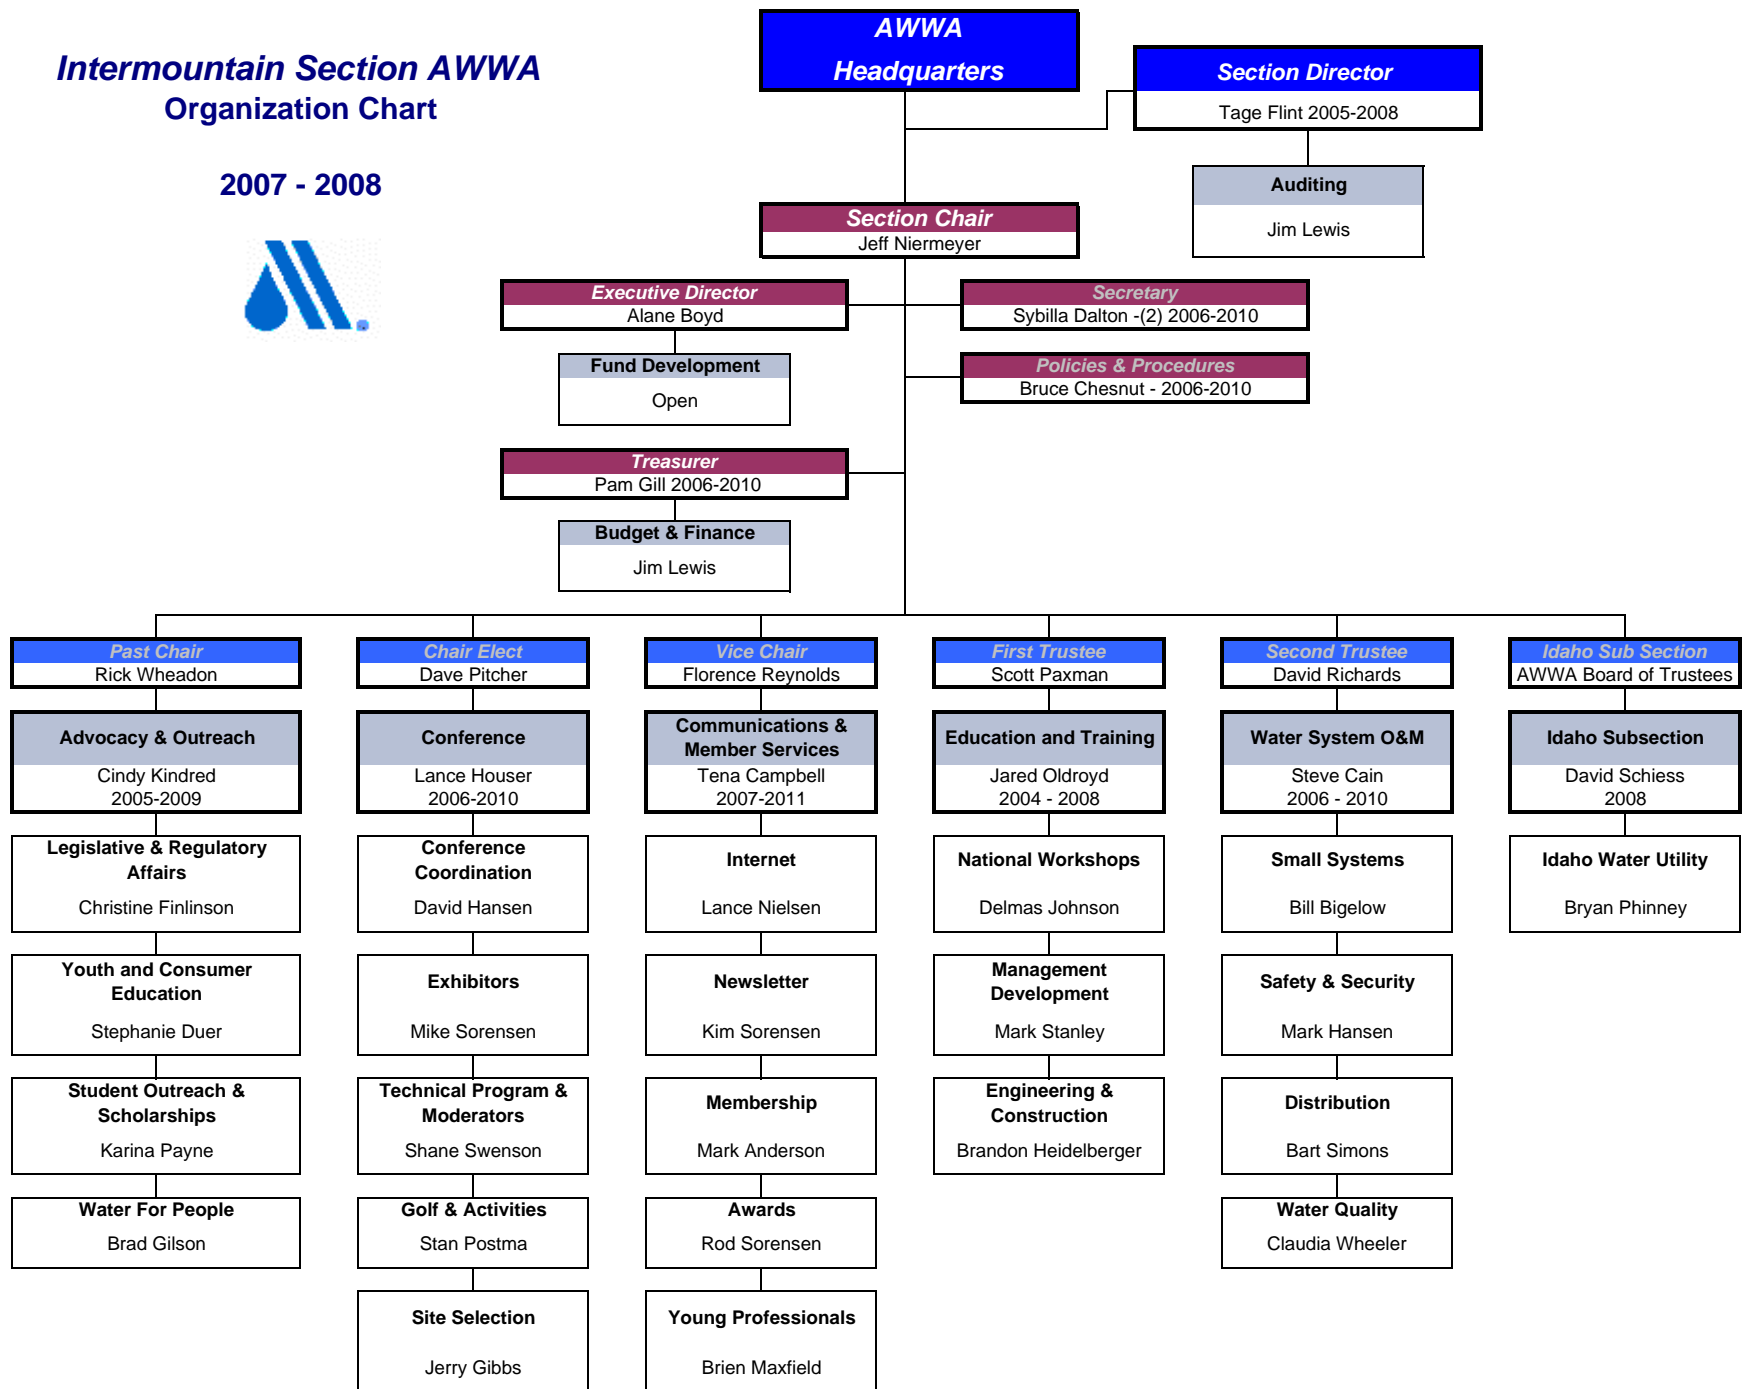 Intermountain Section AWWA
Organization Chart
2007 - 2008
AWWA
Headquarters
Section Director
Tage Flint 2005-2008
Auditing
Jim Lewis
Section Chair
Jeff Niermeyer
Executive Director
Alane Boyd
Secretary
Sybilla Dalton -(2) 2006-2010
Fund Development
Open
Policies & Procedures
Bruce Chesnut - 2006-2010
Treasurer
Pam Gill 2006-2010
Budget & Finance
Jim Lewis
Past Chair
Rick Wheadon
Advocacy & Outreach
Cindy Kindred
2005-2009
Legislative & Regulatory
Affairs
Christine Finlinson
Youth and Consumer
Education
Stephanie Duer
Student Outreach &
Scholarships
Karina Payne
Water For People
Brad Gilson
Chair Elect
Dave Pitcher
Conference
Lance Houser
2006-2010
Conference
Coordination
David Hansen
Exhibitors
Mike Sorensen
Technical Program &
Moderators
Shane Swenson
Golf & Activities
Stan Postma
Site Selection
Jerry Gibbs
Vice Chair
Florence Reynolds
Communications &
Member Services
Tena Campbell
2007-2011
Internet
Lance Nielsen
Newsletter
Kim Sorensen
Membership
Mark Anderson
Awards
Rod Sorensen
Young Professionals
Brien Maxfield
First Trustee
Scott Paxman
Education and Training
Jared Oldroyd
2004 - 2008
National Workshops
Delmas Johnson
Management
Development
Mark Stanley
Engineering &
Construction
Brandon Heidelberger
Second Trustee
David Richards
Water System O&M
Steve Cain
2006 - 2010
Small Systems
Bill Bigelow
Safety & Security
Mark Hansen
Distribution
Bart Simons
Water Quality
Claudia Wheeler
Idaho Sub Section
AWWA Board of Trustees
Idaho Subsection
David Schiess
2008
Idaho Water Utility
Bryan Phinney